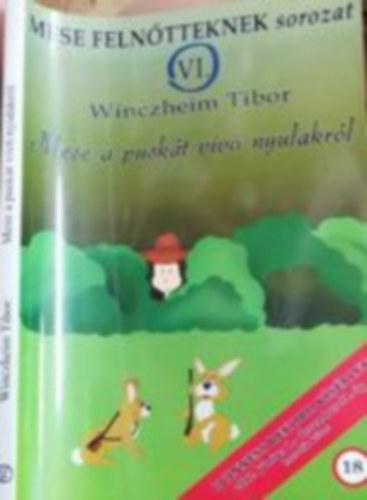 MESE FELNŐTTEKNEK sorozat
VI.
Winczheim Tibor
Mese a puskát vivő nyulakról
18
Winczheim Tibor
Mese a puskát vivő nyulakról